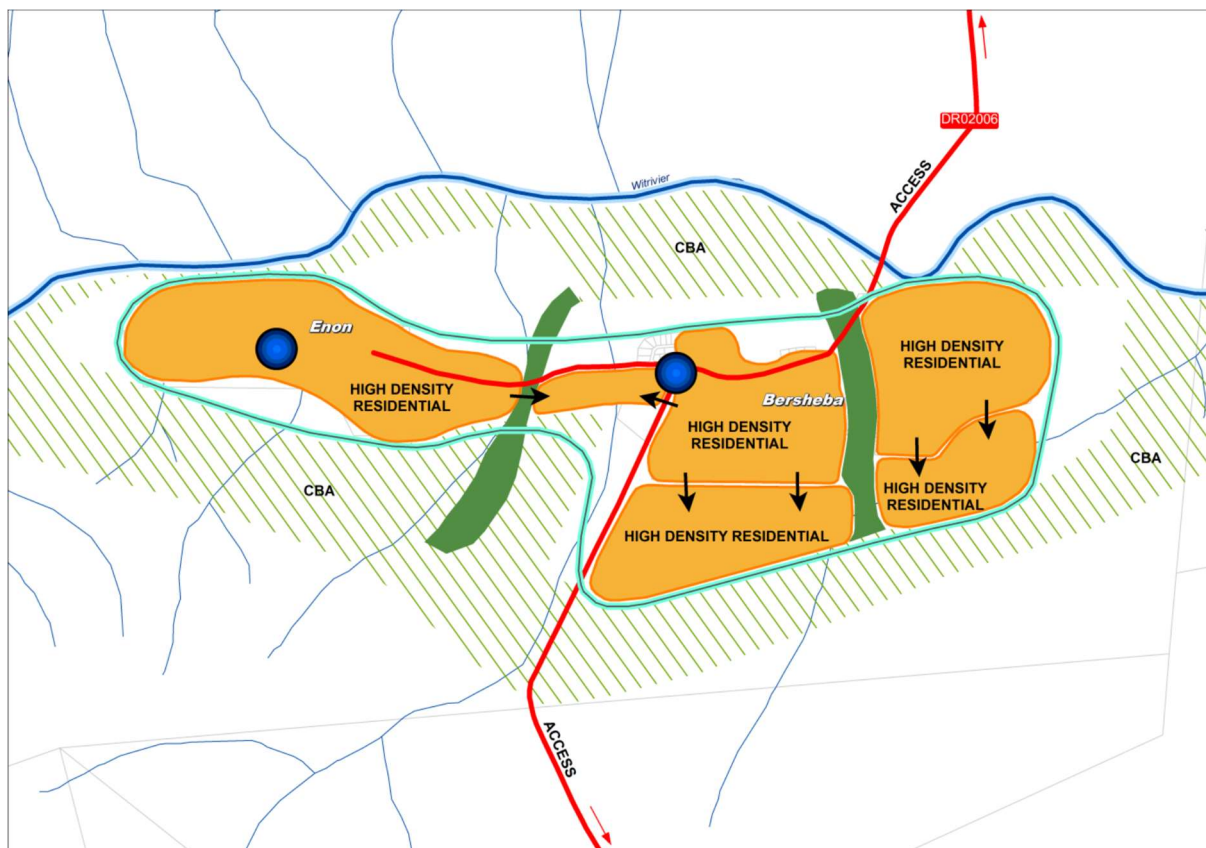 DR02006
ACCESS
Witrivier
CBA
Enon
HIGH DENSITY
RESIDENTIAL
HIGH DENSITY
RESIDENTIAL
Bersheba
HIGH DENSITY
RESIDENTIAL
CBA
CBA
HIGH DENSITY
RESIDENTIAL
HIGH DENSITY RESIDENTIAL
ACCESS